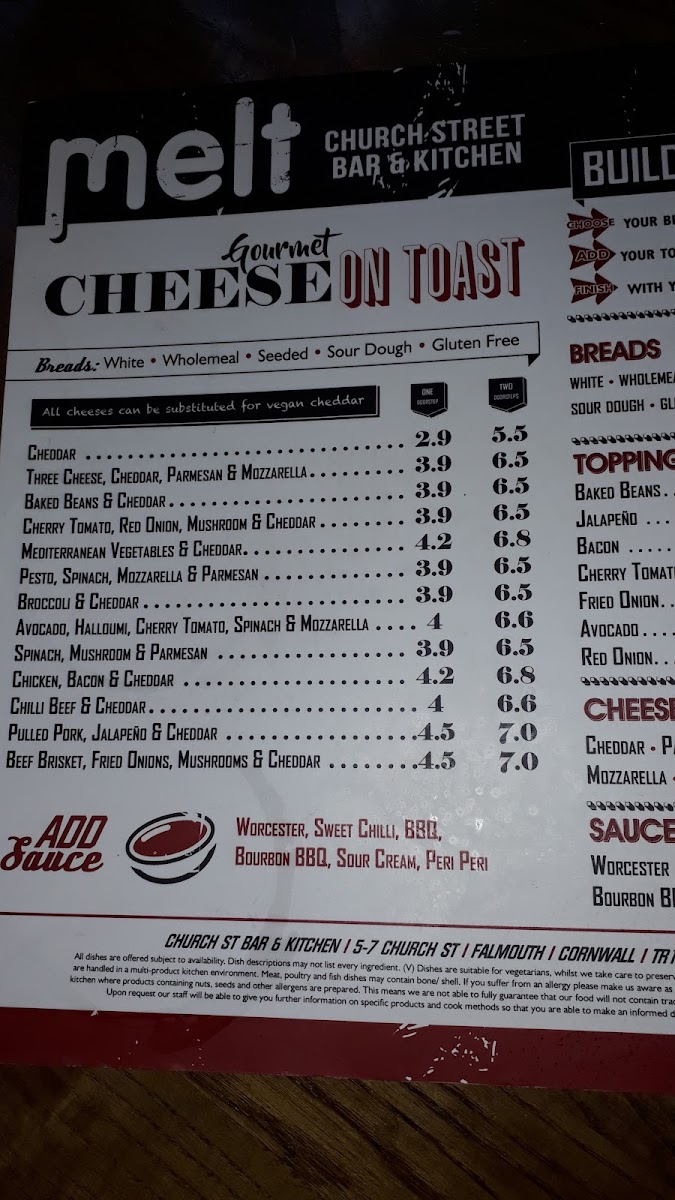 melt
CHURCH STREET
BAR & KITCHEN
Gourmet
CHEESE ON TOAST
Breads: White • Wholemeal • Seeded • Sour Dough • Gluten Free
All cheeses can be substituted for vegan cheddar
ONE DOORSTEP
TWO DOORSTEPS
CHEDDAR 2.9 5.5
THREE CHEESE, CHEDDAR, PARMESAN & MOZZARELLA 3.9 6.5
BAKED BEANS & CHEDDAR 3.9 6.5
CHERRY TOMATO, RED ONION, MUSHROOM & CHEDDAR 3.9 6.5
MEDITERRANEAN VEGETABLES & CHEDDAR 4.2 6.8
PESTO, SPINACH, MOZZARELLA & PARMESAN 3.9 6.5
BROCCOLI & CHEDDAR 3.9 6.5
AVOCADO, HALLOUMI, CHERRY TOMATO, SPINACH & MOZZARELLA 4 6.6
SPINACH, MUSHROOM & PARMESAN 3.9 6.5
CHICKEN, BACON & CHEDDAR 4.2 6.8
CHILLI BEEF & CHEDDAR 4 6.6
PULLED PORK, JALAPEÑO & CHEDDAR 4.5 7.0
BEEF BRISKET, FRIED ONIONS, MUSHROOMS & CHEDDAR 4.5 7.0
ADD
Sauce
WORCESTER, SWEET CHILLI, BBQ,
BOURBON BBQ, SOUR CREAM, PERI PERI
BUILD
CHOOSE YOUR
ADD YOUR
FINISH WITH
BREADS
WHITE •
SOUR DOUGH •
TOPPING
BAKED BEANS
JALAPEÑO
BACON
CHERRY
FRIED ONION
AVOCADO
RED ONION
CHEESE
CHEDDAR •
MOZZARELLA •
SAUCE
WORCESTER
BOURBON
CHURCH ST BAR & KITCHEN | 5-7 CHURCH ST | FALMOUTH | CORNWALL | TR1
All dishes are offered subject to availability. Dish descriptions may not list every ingredient. (V) Dishes are suitable for vegetarians, whilst we take care to preserv
are handled in a multi-product kitchen environment. Meat, poultry and fish dishes may contain bone/ shell. If you suffer from an allergy please make us aware as
kitchen where products containing nuts, seeds and other allergens are prepared. This means we are not able to fully guarantee that our food will not contain trac
Upon request our staff will be able to give you further information on specific products and cook methods so that you are able to make an informed d